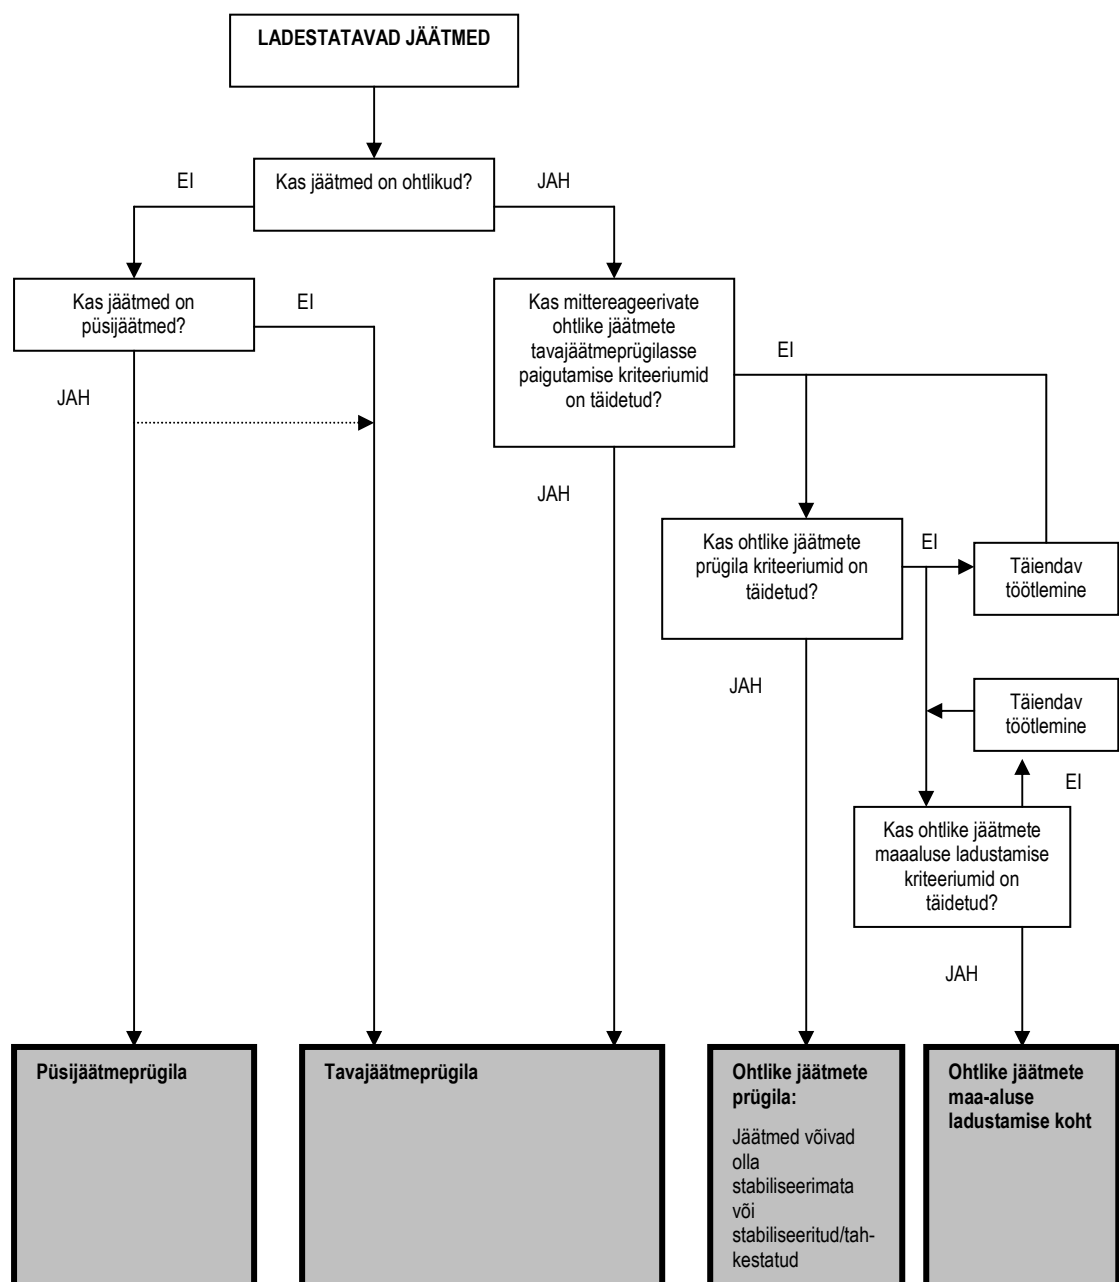 LADESTATAVAD JÄÄTMED
EI
Kas jäätmed on ohtlikud?
JAH
Kas jäätmed on
püsijäätmed?
EI
Kas mittereageerivate
ohtlike jäätmete
tavajäätmeprügilasse
paigutamise kriteeriumid
on täidetud?
EI
JAH
JAH
Kas ohtlike jäätmete
prügila kriteeriumid on
täidetud?
EI
Täiendav
töötlemine
JAH
Täiendav
töötlemine
EI
Kas ohtlike jäätmete
maaaluse ladustamise
kriteeriumid on
täidetud?
JAH
Püsijäätmeprügila
Tavajäätmeprügila
Ohtlike jäätmete
prügila:
Jäätmed võivad
olla
stabiliseerimata
või
stabiliseeritud/tah-
kestatud
Ohtlike jäätmete
maa-aluse
ladustamise koht